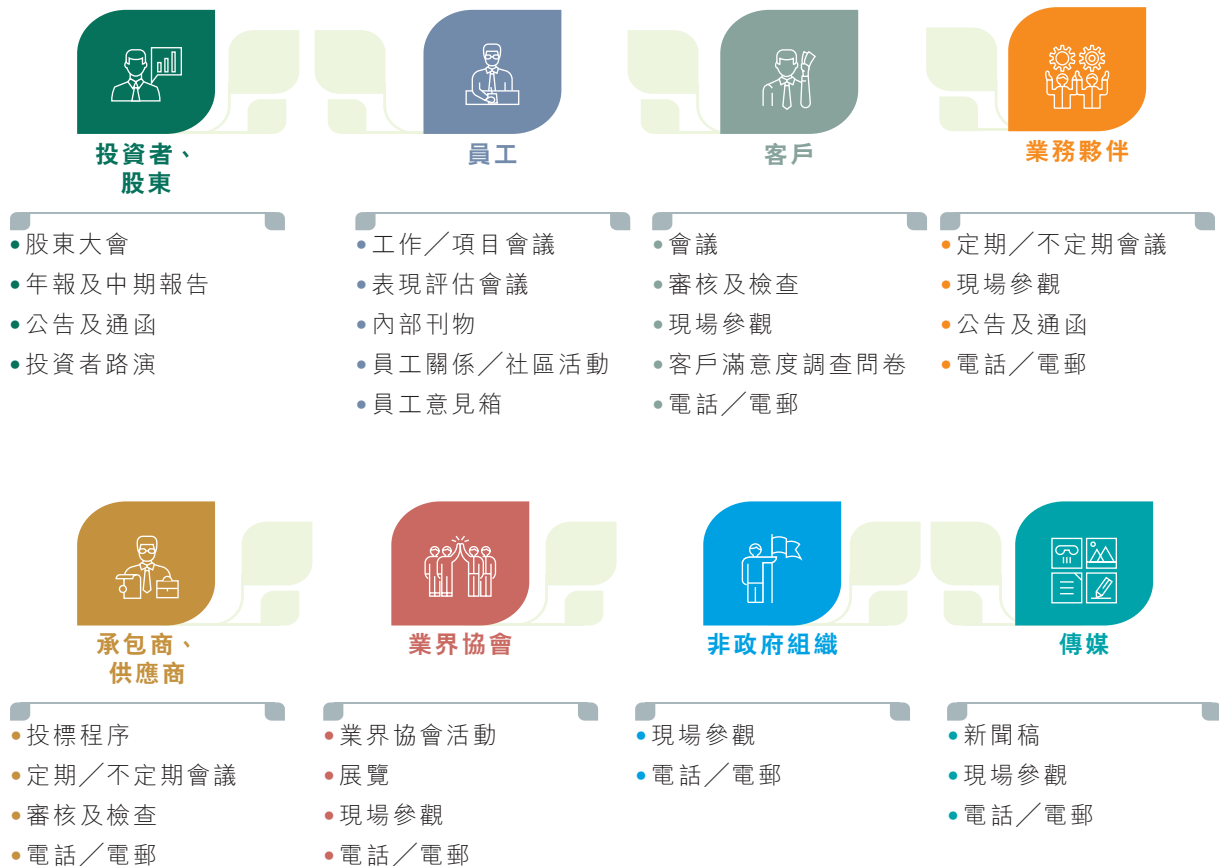 投資者、
股東
• 股東大會
• 年報及中期報告
• 公告及通函
• 投資者路演
員工
• 工作／項目會議
• 表現評估會議
• 內部刊物
• 員工關係／社區活動
• 員工意見箱
客戶
• 會議
• 審核及檢查
• 現場參觀
• 客戶滿意度調查問卷
• 電話／電郵
業務夥伴
• 定期／不定期會議
• 現場參觀
• 公告及通函
• 電話／電郵
承包商、
供應商
• 投標程序
• 定期／不定期會議
• 審核及檢查
• 電話／電郵
業界協會
• 業界協會活動
• 展覽
• 現場參觀
• 電話／電郵
非政府組織
• 現場參觀
• 電話／電郵
傳媒
• 新聞稿
• 現場參觀
• 電話／電郵